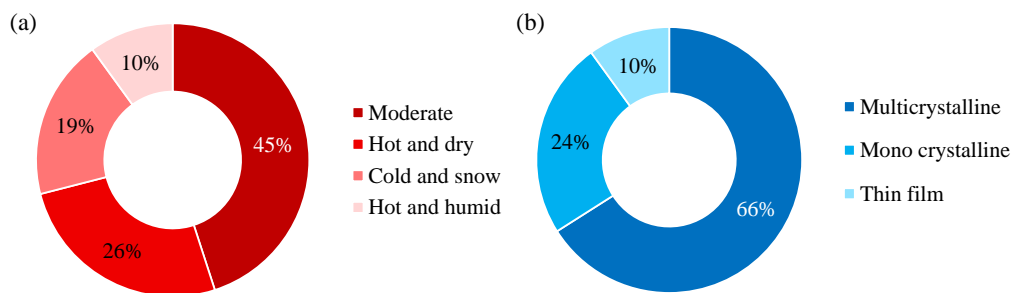 (a)
10%
19%
45%
26%
Moderate
Hot and dry
Cold and snow
Hot and humid
(b)
10%
24%
66%
Multicrystalline
Mono crystalline
Thin film